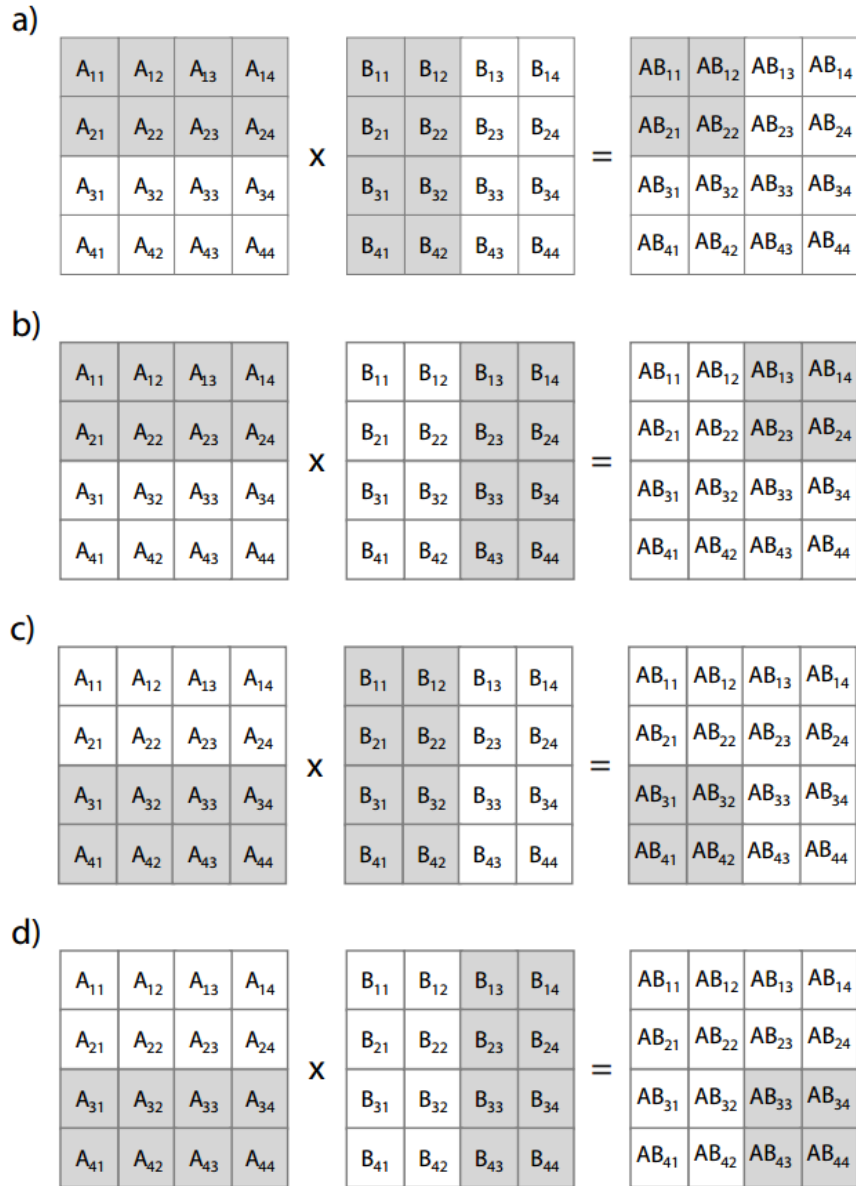 a)
A₁₁ A₁₂ A₁₃ A₁₄ B₁₁ B₁₂ B₁₃ B₁₄ AB₁₁ AB₁₂ AB₁₃ AB₁₄
A₂₁ A₂₂ A₂₃ A₂₄ B₂₁ B₂₂ B₂₃ B₂₄ AB₂₁ AB₂₂ AB₂₃ AB₂₄
x =
A₃₁ A₃₂ A₃₃ A₃₄ B₃₁ B₃₂ B₃₃ B₃₄ AB₃₁ AB₃₂ AB₃₃ AB₃₄
A₄₁ A₄₂ A₄₃ A₄₄ B₄₁ B₄₂ B₄₃ B₄₄ AB₄₁ AB₄₂ AB₄₃ AB₄₄
b)
A₁₁ A₁₂ A₁₃ A₁₄ B₁₁ B₁₂ B₁₃ B₁₄ AB₁₁ AB₁₂ AB₁₃ AB₁₄
A₂₁ A₂₂ A₂₃ A₂₄ B₂₁ B₂₂ B₂₃ B₂₄ AB₂₁ AB₂₂ AB₂₃ AB₂₄
x =
A₃₁ A₃₂ A₃₃ A₃₄ B₃₁ B₃₂ B₃₃ B₃₄ AB₃₁ AB₃₂ AB₃₃ AB₃₄
A₄₁ A₄₂ A₄₃ A₄₄ B₄₁ B₄₂ B₄₃ B₄₄ AB₄₁ AB₄₂ AB₄₃ AB₄₄
c)
A₁₁ A₁₂ A₁₃ A₁₄ B₁₁ B₁₂ B₁₃ B₁₄ AB₁₁ AB₁₂ AB₁₃ AB₁₄
A₂₁ A₂₂ A₂₃ A₂₄ B₂₁ B₂₂ B₂₃ B₂₄ AB₂₁ AB₂₂ AB₂₃ AB₂₄
x =
A₃₁ A₃₂ A₃₃ A₃₄ B₃₁ B₃₂ B₃₃ B₃₄ AB₃₁ AB₃₂ AB₃₃ AB₃₄
A₄₁ A₄₂ A₄₃ A₄₄ B₄₁ B₄₂ B₄₃ B₄₄ AB₄₁ AB₄₂ AB₄₃ AB₄₄
d)
A₁₁ A₁₂ A₁₃ A₁₄ B₁₁ B₁₂ B₁₃ B₁₄ AB₁₁ AB₁₂ AB₁₃ AB₁₄
A₂₁ A₂₂ A₂₃ A₂₄ B₂₁ B₂₂ B₂₃ B₂₄ AB₂₁ AB₂₂ AB₂₃ AB₂₄
x =
A₃₁ A₃₂ A₃₃ A₃₄ B₃₁ B₃₂ B₃₃ B₃₄ AB₃₁ AB₃₂ AB₃₃ AB₃₄
A₄₁ A₄₂ A₄₃ A₄₄ B₄₁ B₄₂ B₄₃ B₄₄ AB₄₁ AB₄₂ AB₄₃ AB₄₄